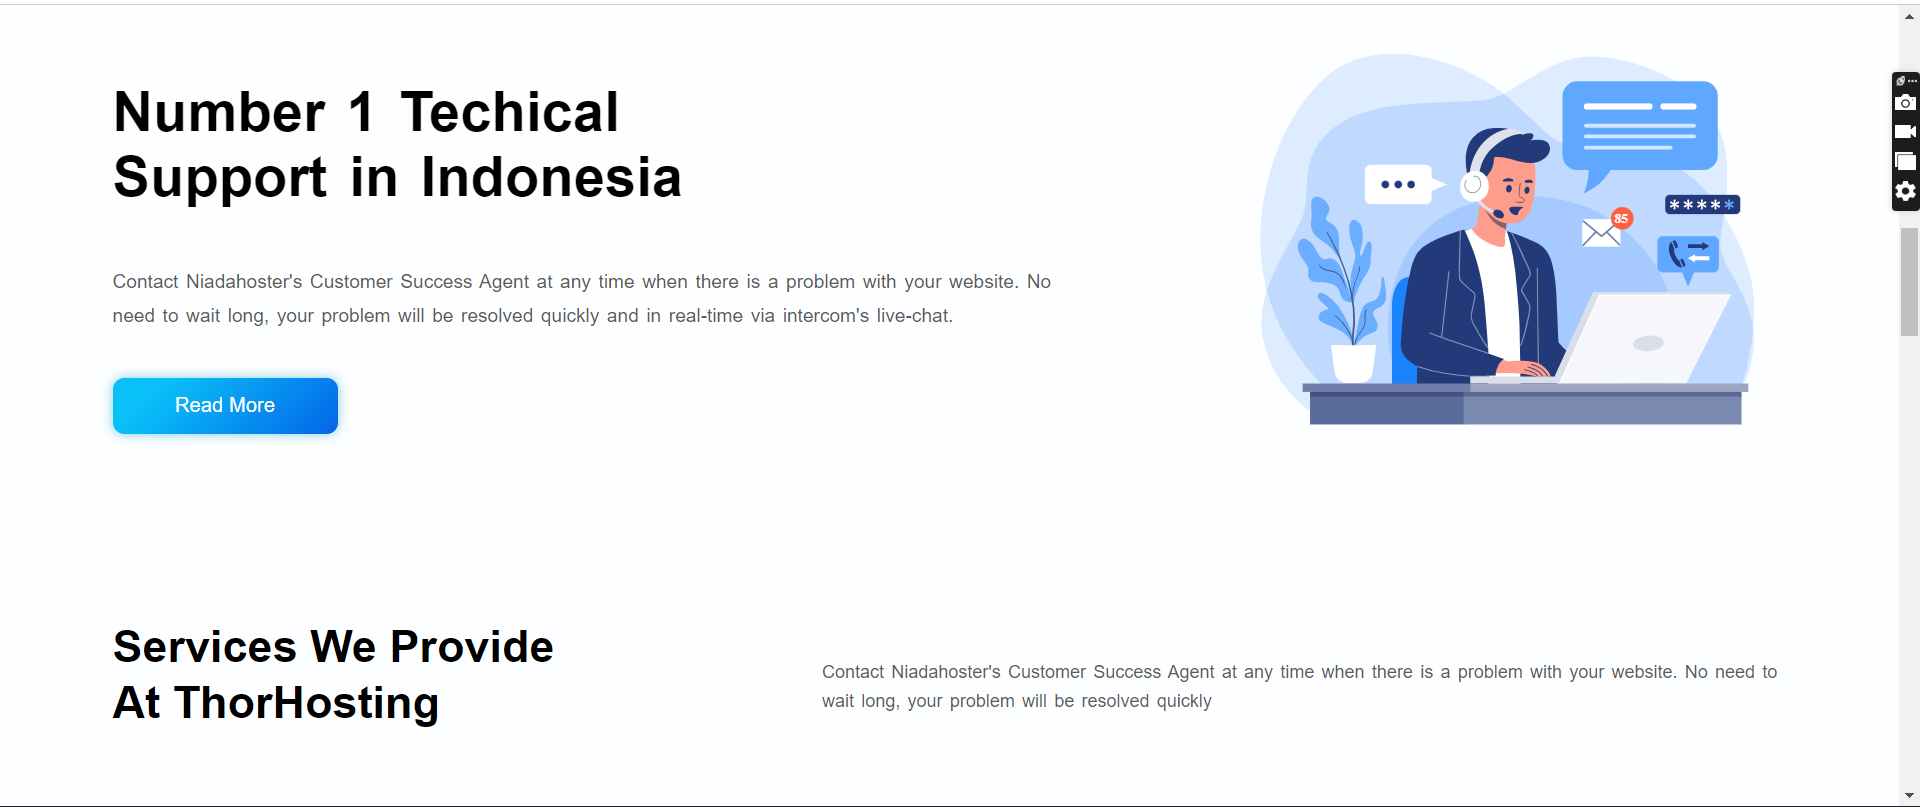 Number 1 Techical
Support in Indonesia
Contact Niadahoster's Customer Success Agent at any time when there is a problem with your website. No
need to wait long, your problem will be resolved quickly and in real-time via intercom's live-chat.
Read More
85
*****
Services We Provide
At ThorHosting
Contact Niadahoster's Customer Success Agent at any time when there is a problem with your website. No need to
wait long, your problem will be resolved quickly